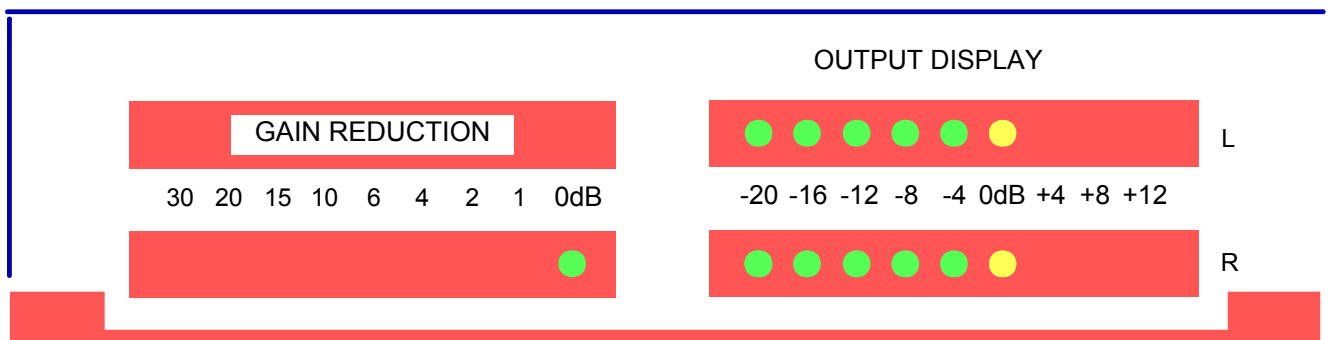 OUTPUT DISPLAY
GAIN REDUCTION
L
30 20 15 10 6 4 2 1 0dB
-20 -16 -12 -8 -4 0dB +4 +8 +12
R